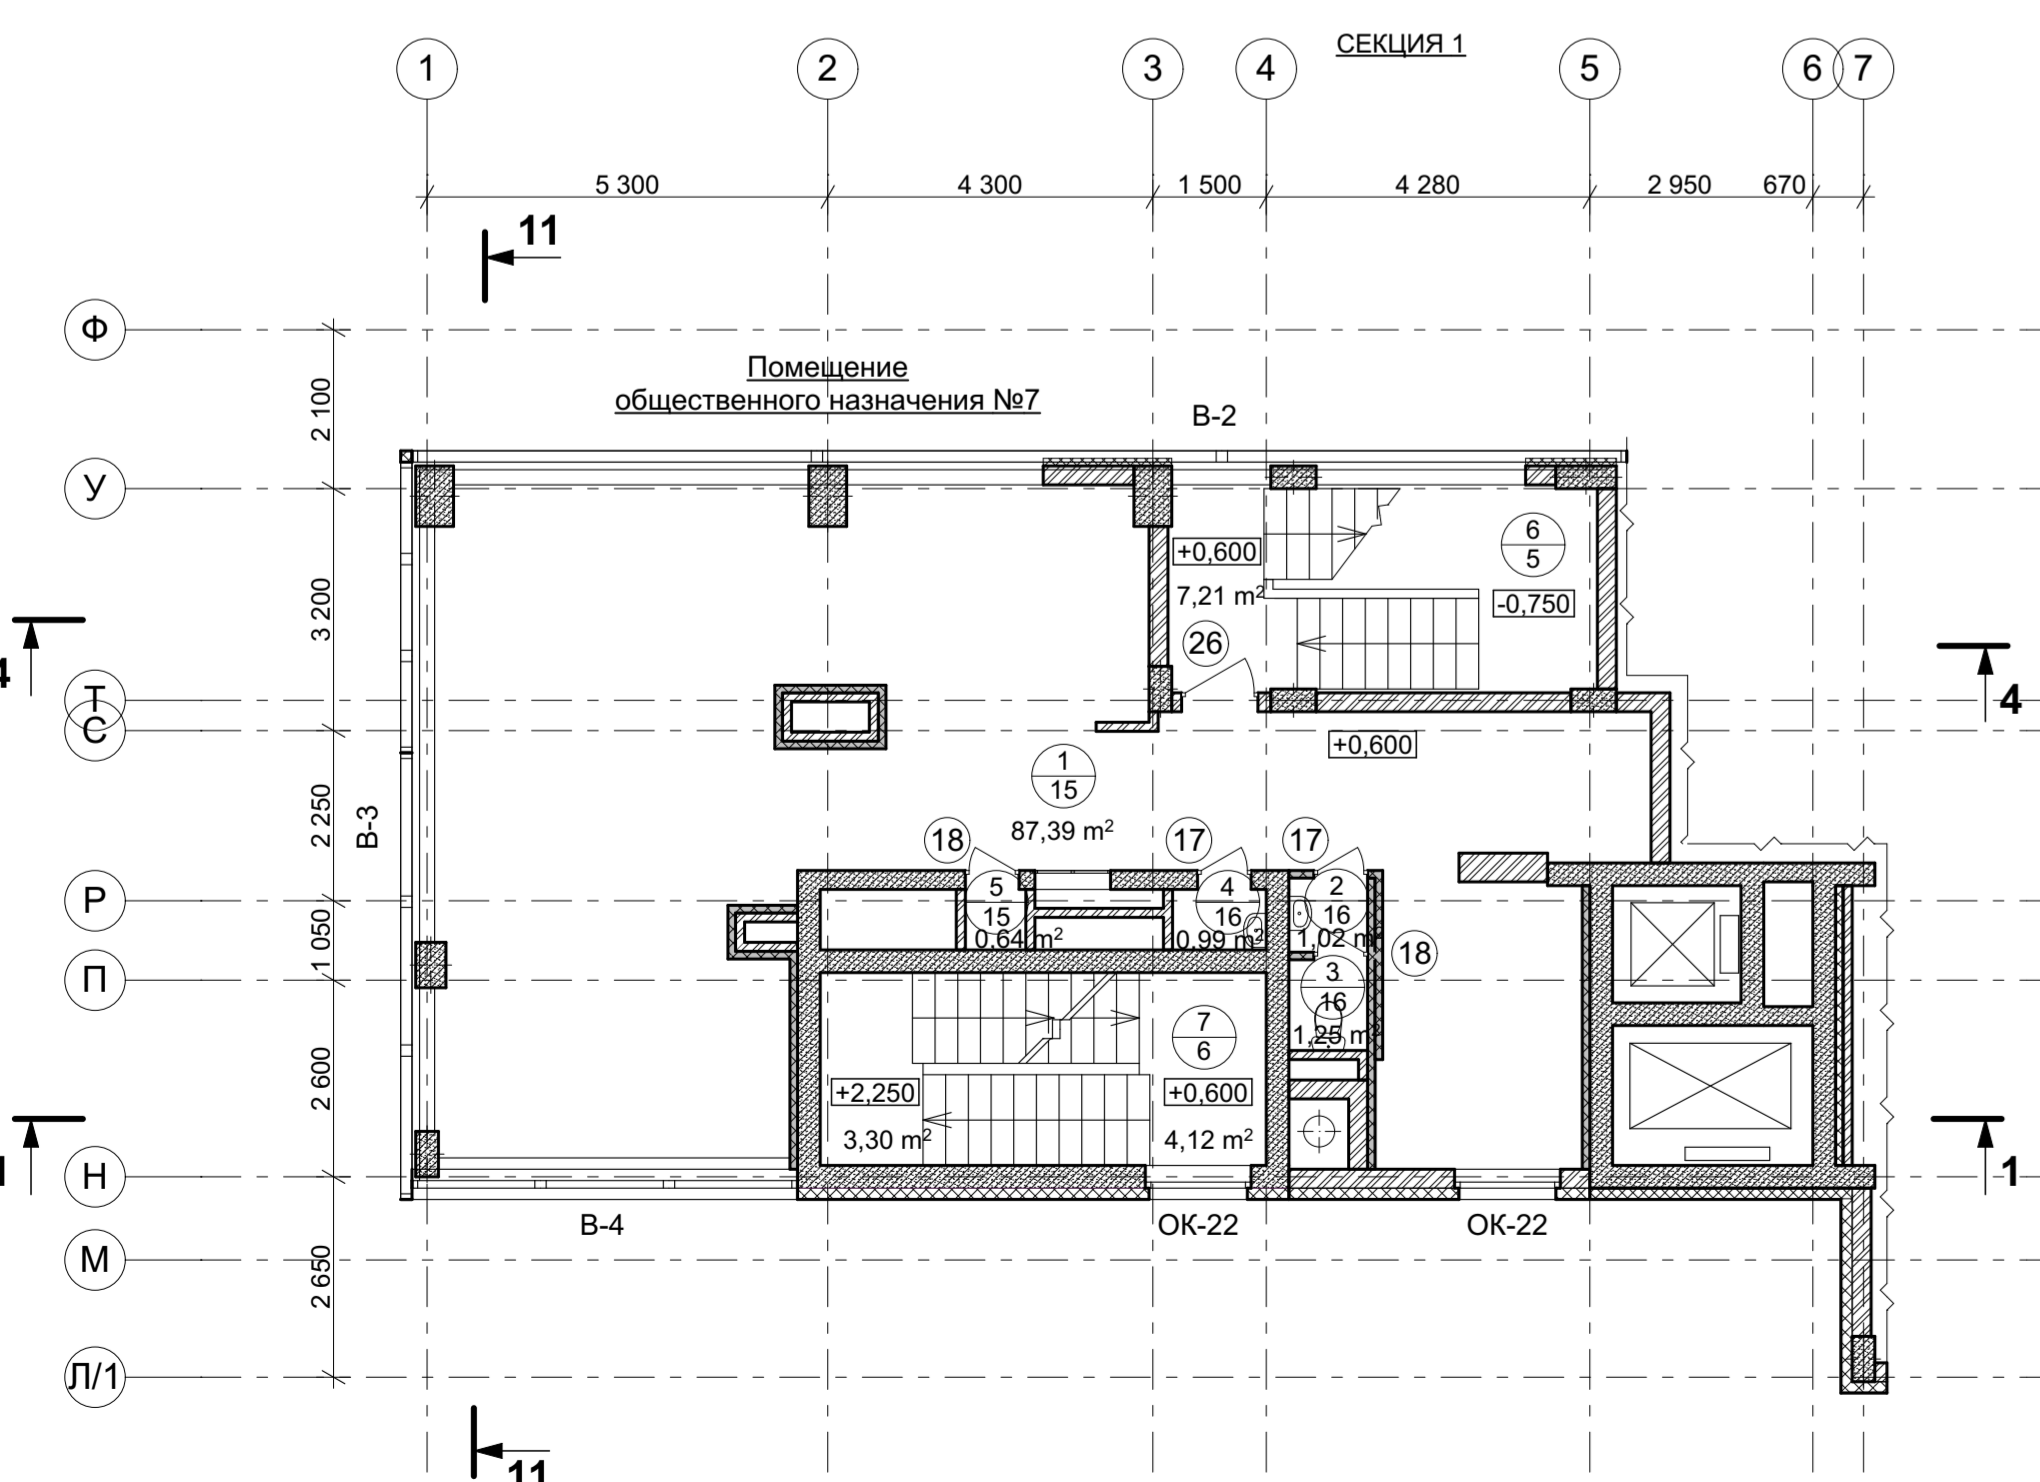 СЕКЦИЯ 1
1
2
3
4
5
6
7
5 300
4 300
1 500
4 280
2 950
670
11
Ф
2 100
Помещение
общественного назначения №7
В-2
У
3 200
+0,600
7,21 m²
26
6
5
-0,750
4
4
Т
С
+0,600
1
15
87,39 m²
2 250
В-3
18
17
17
Р
5
15
0,64 m²
4
16
0,99 m²
2
16
1,02 m²
18
1 050
П
3
16
1,25 m²
7
6
2 600
+2,250
3,30 m²
+0,600
4,12 m²
1
Н
В-4
ОК-22
ОК-22
М
2 650
Л/1
11